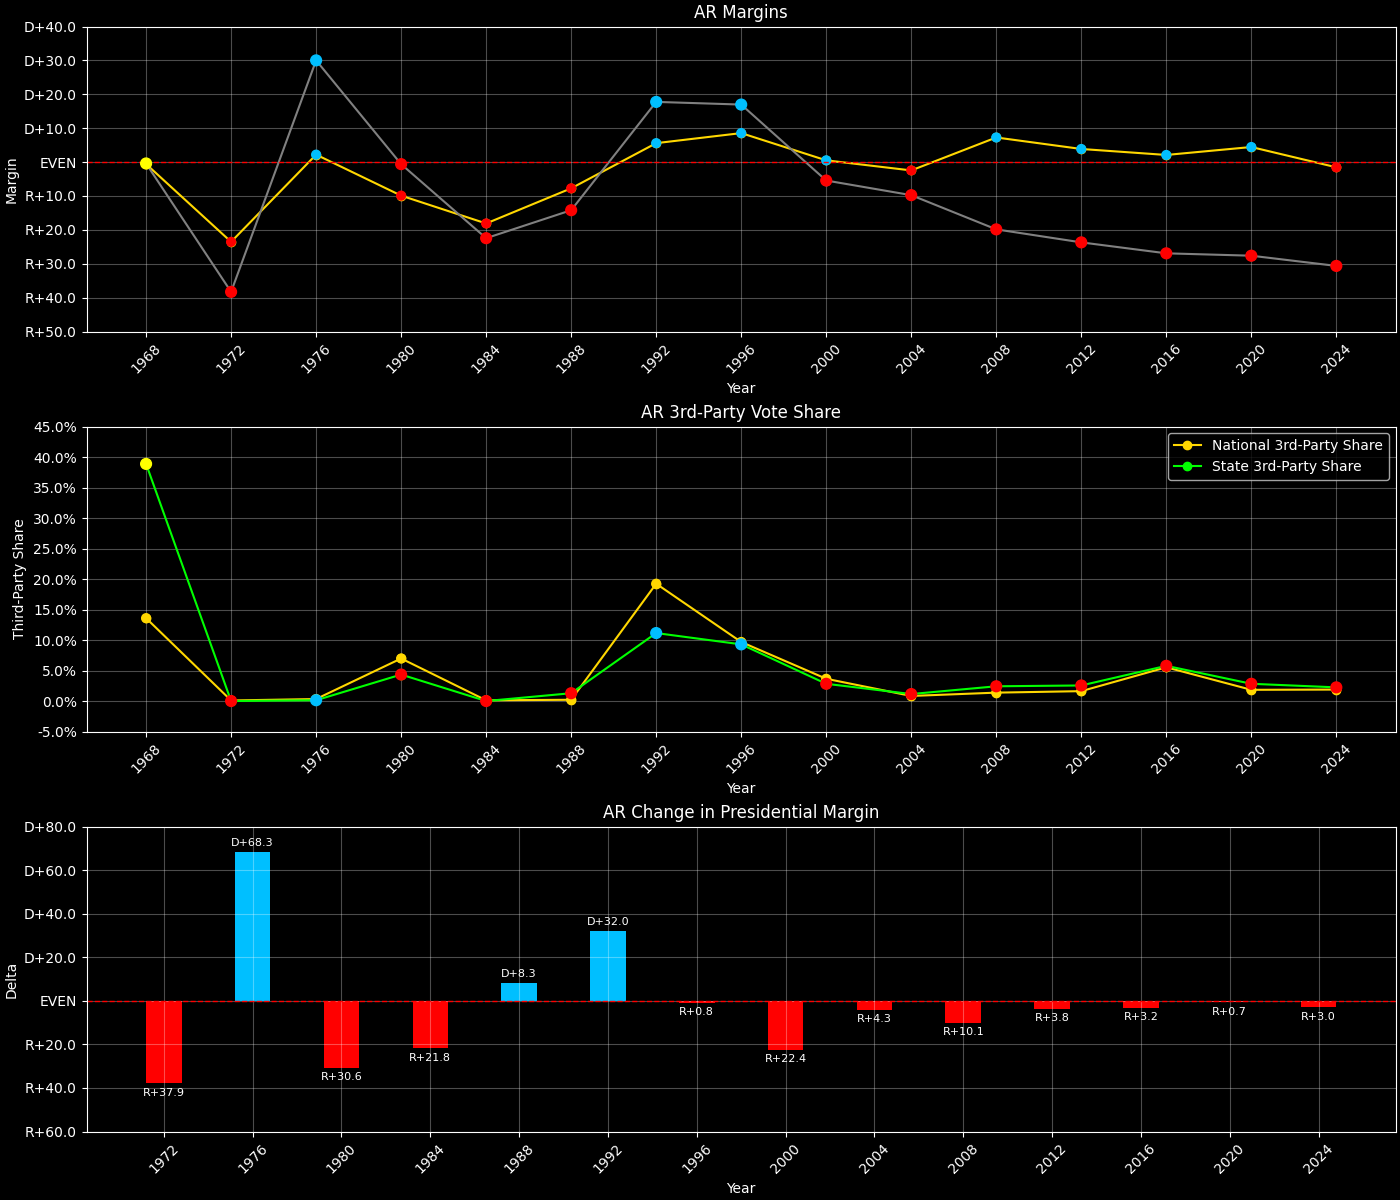 AR Margins
D+40.0
D+30.0
D+20.0
D+10.0
EVEN
R+10.0
R+20.0
R+30.0
R+40.0
R+50.0
Margin
1968
1972
1976
1980
1984
1988
1992
1996
2000
2004
2008
2012
2016
2020
2024
Year
AR 3rd-Party Vote Share
45.0%
40.0%
35.0%
30.0%
25.0%
20.0%
15.0%
10.0%
5.0%
0.0%
-5.0%
Third-Party Share
National 3rd-Party Share
State 3rd-Party Share
1968
1972
1976
1980
1984
1988
1992
1996
2000
2004
2008
2012
2016
2020
2024
Year
AR Change in Presidential Margin
D+80.0
D+60.0
D+40.0
D+20.0
EVEN
R+20.0
R+40.0
R+60.0
Delta
R+37.9
D+68.3
R+30.6
R+21.8
D+8.3
D+32.0
R+0.8
R+22.4
R+4.3
R+10.1
R+3.8
R+3.2
R+0.7
R+3.0
1972
1976
1980
1984
1988
1992
1996
2000
2004
2008
2012
2016
2020
2024
Year